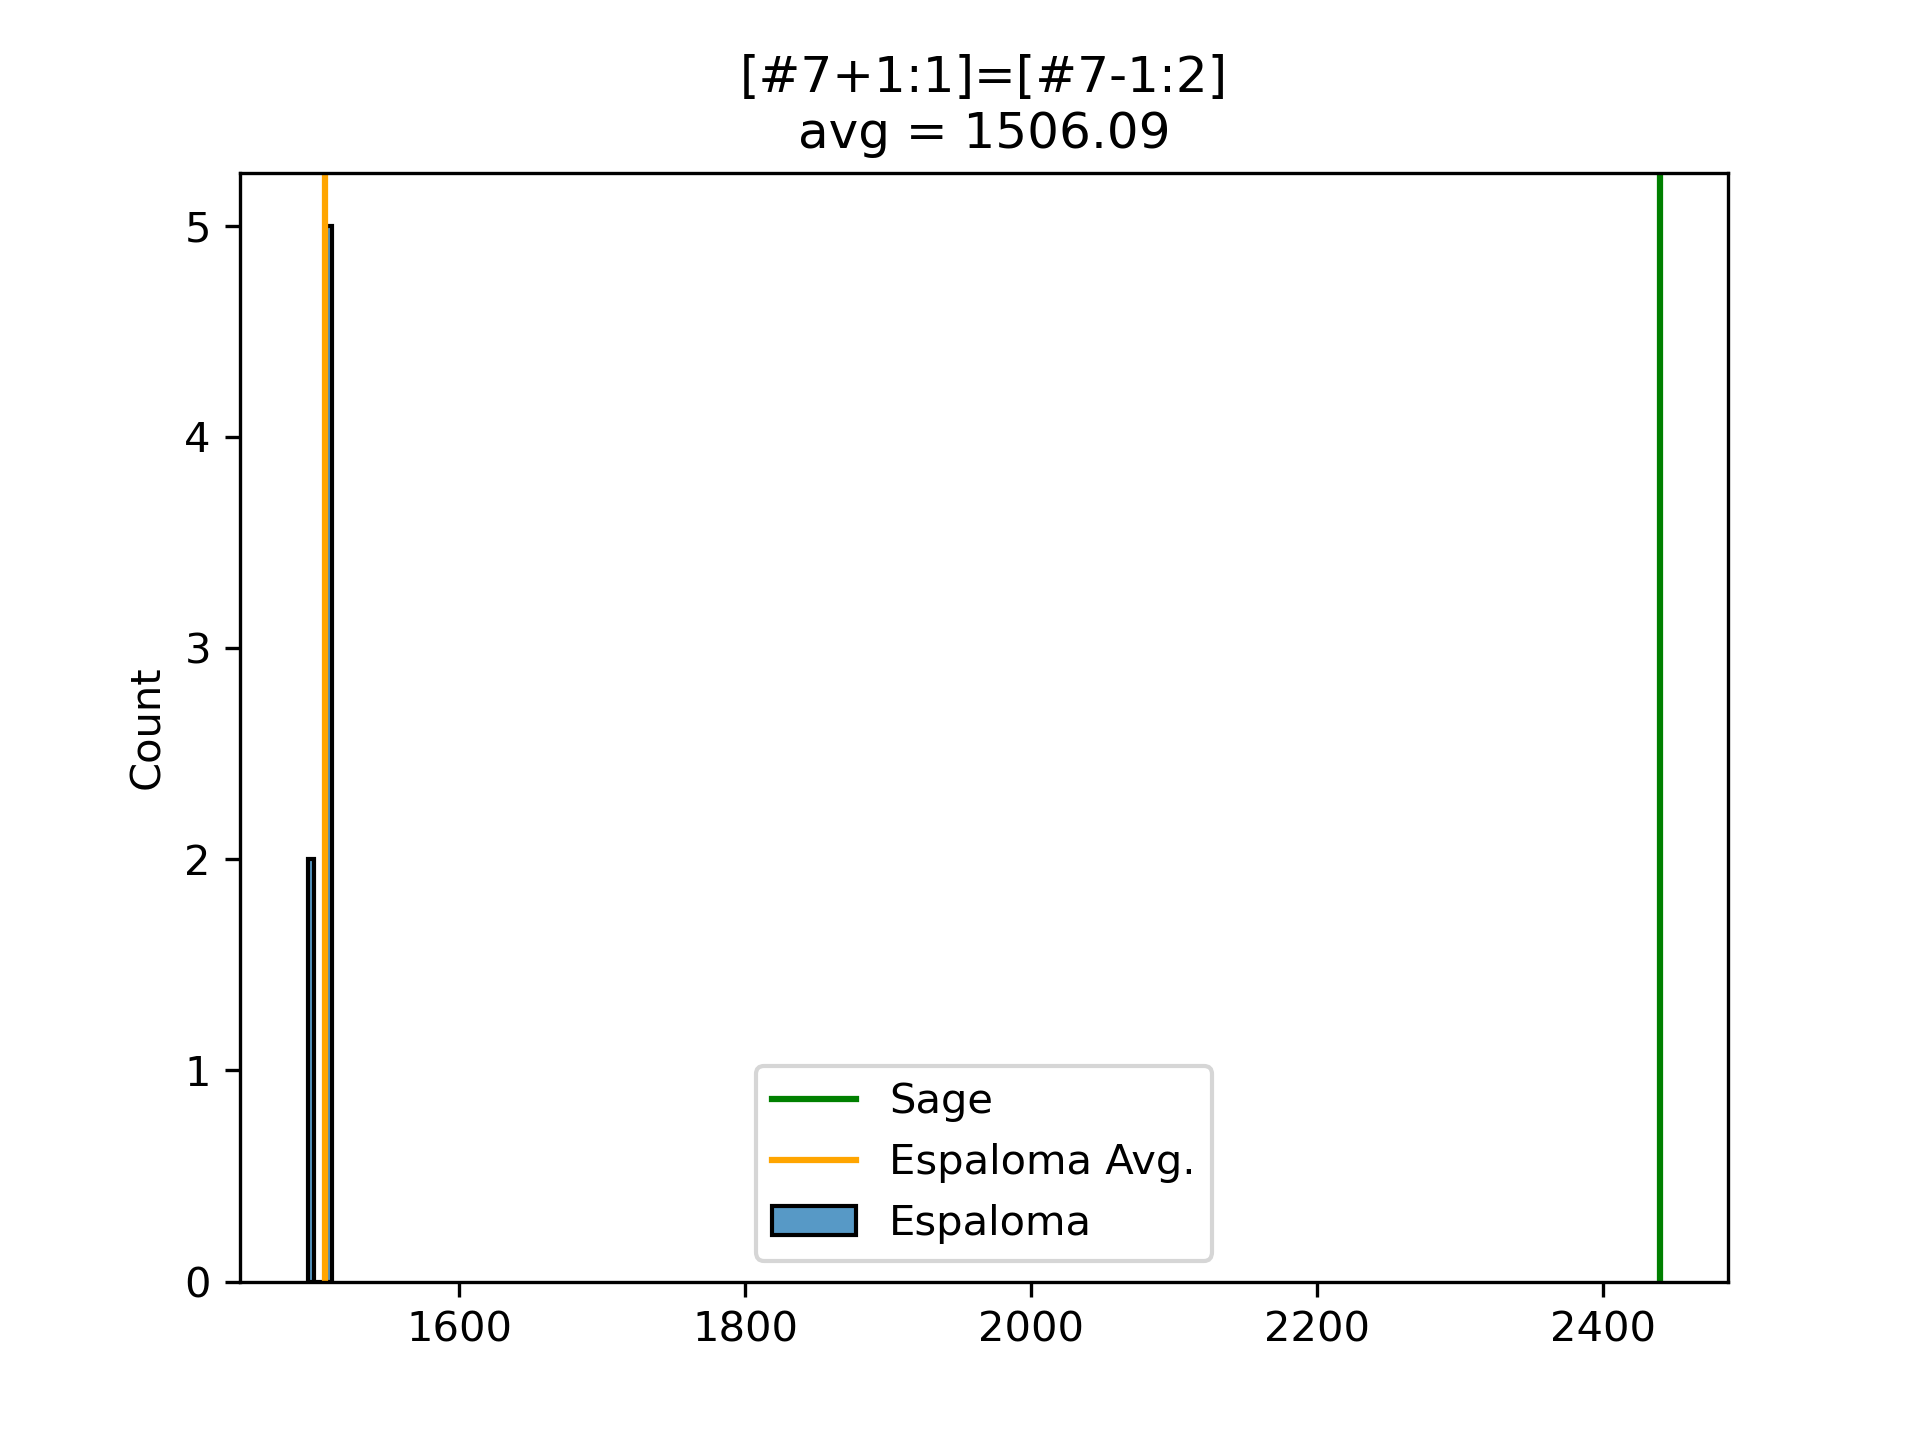 [#7+1:1]=[#7-1:2]
avg = 1506.09
5
4
3
2
1
0
Count
Sage
Espaloma Avg.
Espaloma
1600 1800 2000 2200 2400